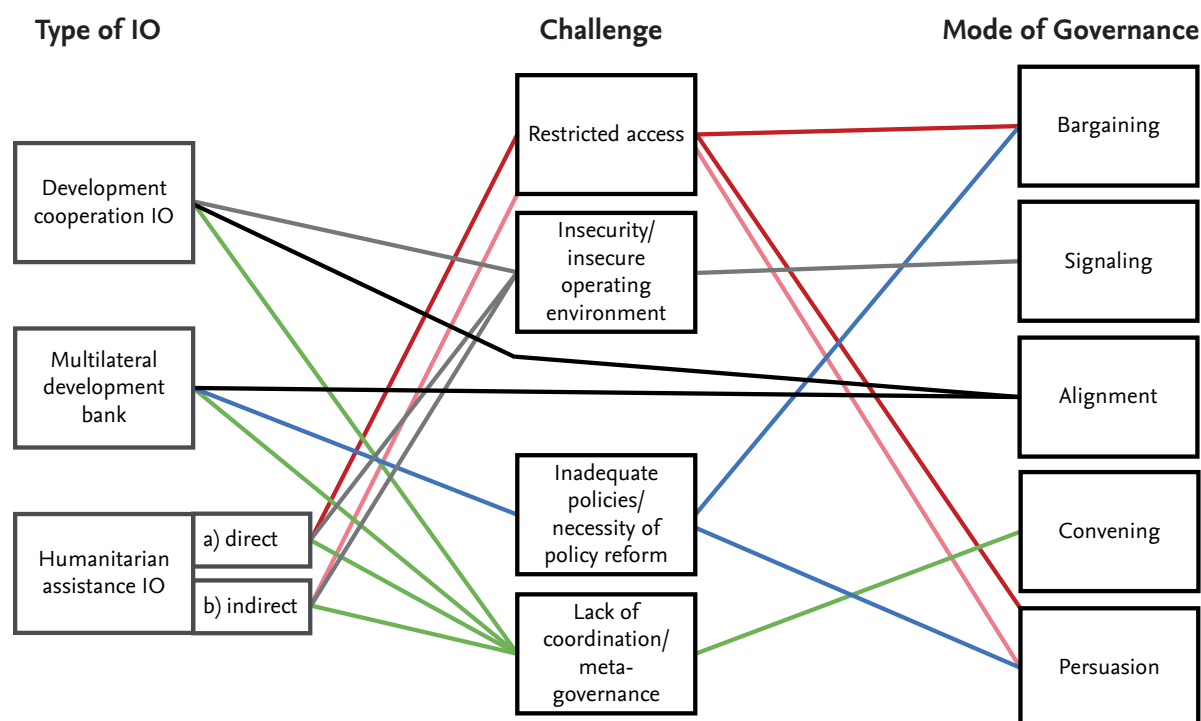 Type of IO
Challenge
Mode of Governance
Development
cooperation IO
Multilateral
development
bank
Humanitarian
assistance IO
a) direct
b) indirect
Restricted access
Insecurity/
insecure
operating
environment
Inadequate
policies/
necessity of
policy reform
Lack of
coordination/
meta-
governance
Bargaining
Signaling
Alignment
Convening
Persuasion